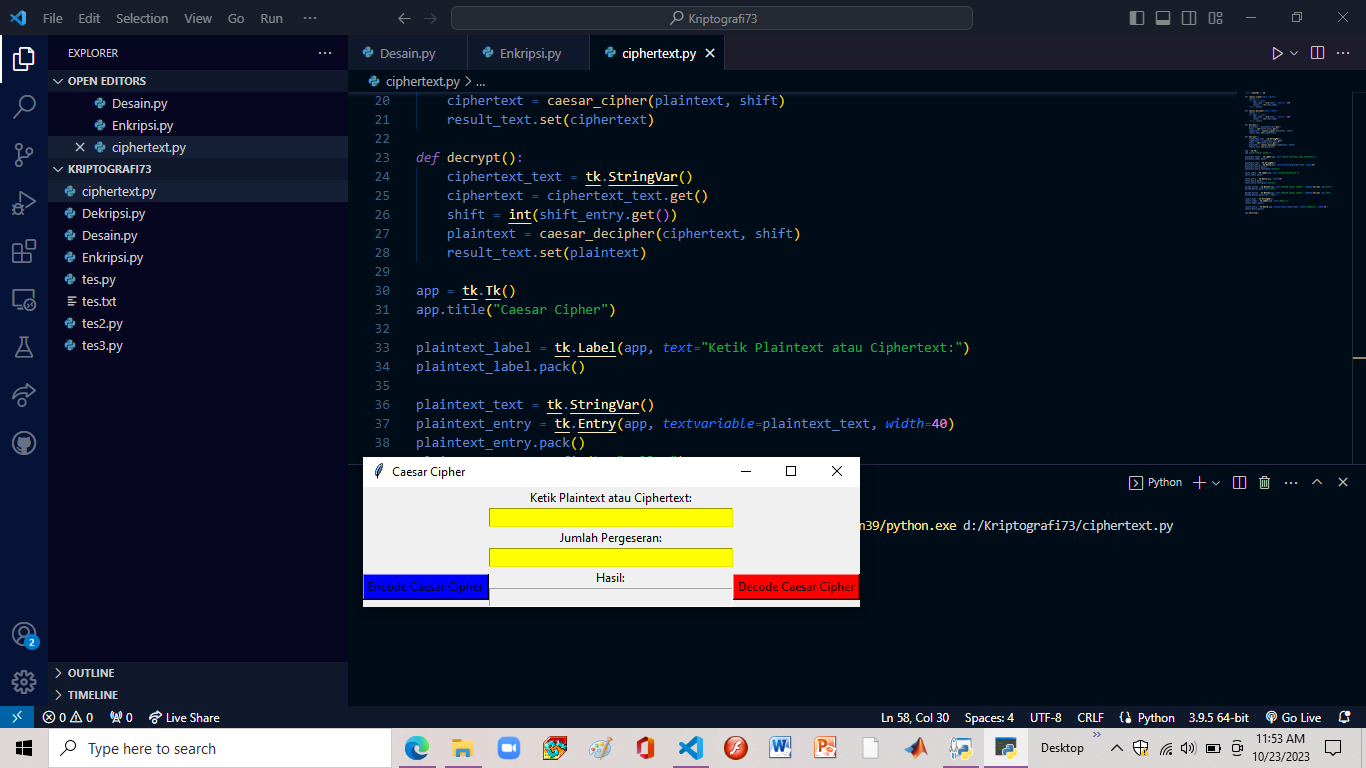 File Edit Selection View Go Run ··· Kriptografi73
EXPLORER ···
OPEN EDITORS
Desain.py
Enkripsi.py
ciphertext.py
KRIPTOGRAFI73
ciphertext.py
Dekripsi.py
Desain.py
Enkripsi.py
tes.py
tes.txt
tes2.py
tes3.py
OUTLINE
TIMELINE
2
Desain.py Enkripsi.py ciphertext.py
ciphertext.py > ...
20 ciphertext = caesar_cipher(plaintext, shift)
21 result_text.set(ciphertext)
22
23 def decrypt():
24 ciphertext_text = tk.StringVar()
25 ciphertext = ciphertext_text.get()
26 shift = int(shift_entry.get())
27 plaintext = caesar_decipher(ciphertext, shift)
28 result_text.set(plaintext)
29
30 app = tk.Tk()
31 app.title("Caesar Cipher")
32
33 plaintext_label = tk.Label(app, text="Ketik Plaintext atau Ciphertext:")
34 plaintext_label.pack()
35
36 plaintext_text = tk.StringVar()
37 plaintext_entry = tk.Entry(app, textvariable=plaintext_text, width=40)
38 plaintext_entry.pack()
Python
n39/python.exe d:/Kriptografi73/ciphertext.py
Caesar Cipher
Ketik Plaintext atau Ciphertext:
Jumlah Pergeseran:
Hasil:
Encode Caesar Cipher
Decode Caesar Cipher
0 0 0 Live Share Ln 58, Col 30 Spaces: 4 UTF-8 CRLF Python 3.9.5 64-bit Go Live
Type here to search Desktop 11:53 AM
10/23/2023